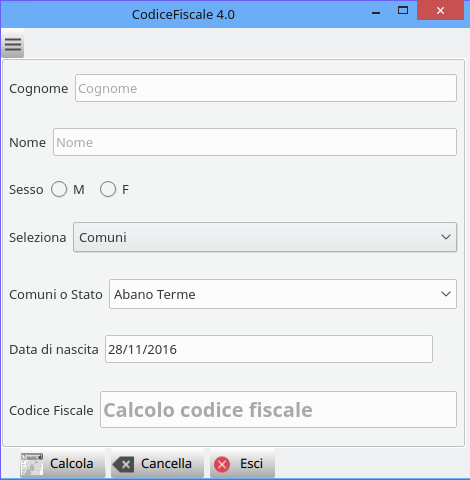 CodiceFiscale 4.0
Cognome Cognome
Nome Nome
Sesso M F
Seleziona Comuni
Comuni o Stato Abano Terme
Data di nascita 28/11/2016
Codice Fiscale Calcolo codice fiscale
Calcola Cancella Esci